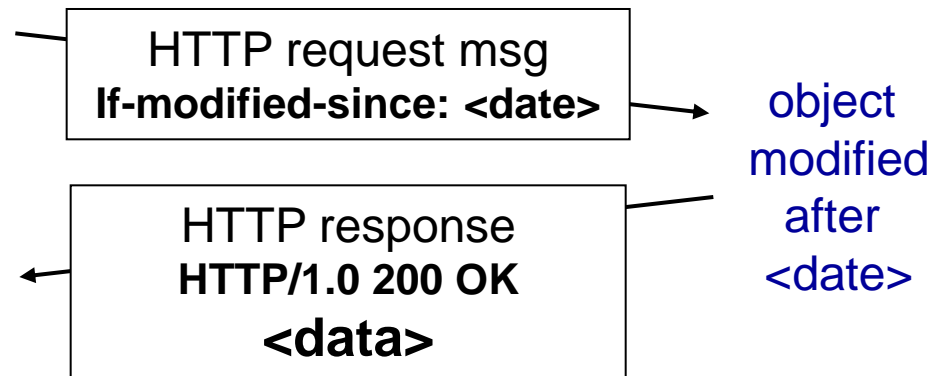 HTTP request msg
If-modified-since: <date>
object
modified
after
<date>
HTTP response
HTTP/1.0 200 OK
<data>